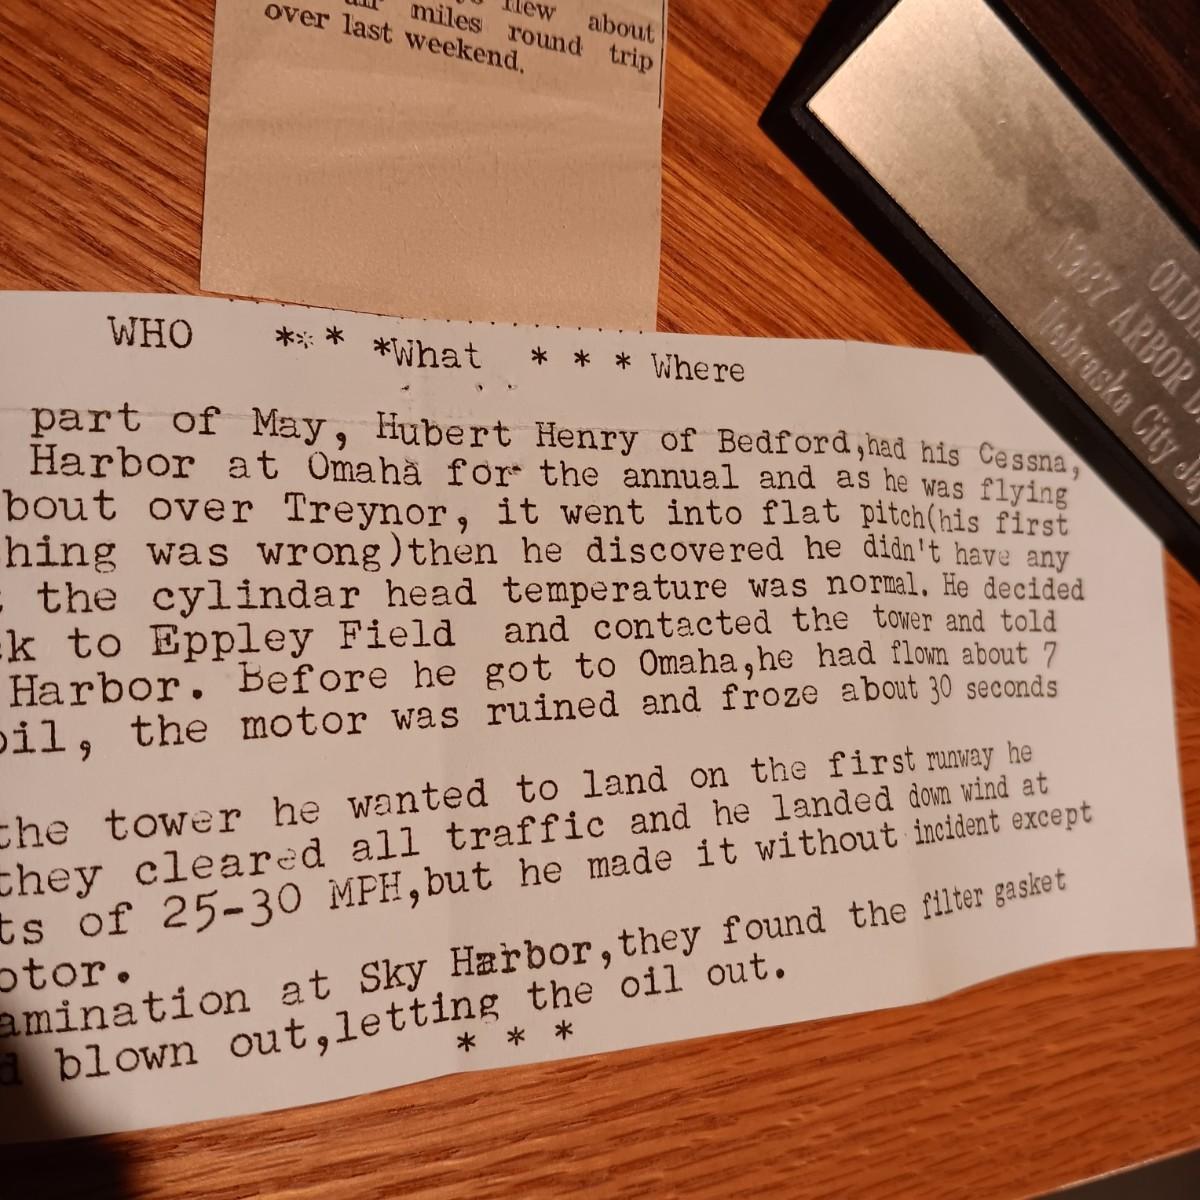 flew about
miles round trip
over last weekend.
WHO *** *What * * * Where
part of May, Hubert Henry of Bedford,had his Cessna,
Harbor at Omaha for the annual and as he was flying
bout over Treynor, it went into flat pitch(his first
hing was wrong)then he discovered he didn't have any
the cylindar head temperature was normal. He decided
k to Eppley Field and contacted the tower and told
Harbor. Before he got to Omaha,he had flown about 7
oil, the motor was ruined and froze about 30 seconds
the tower he wanted to land on the first runway he
they cleared all traffic and he landed down wind at
ts of 25-30 MPH,but he made it without incident except
otor.
amination at Sky Harbor,they found the filter gasket
d blown out,letting the oil out.
* * *
OLD
ARBOR
Nebraska City